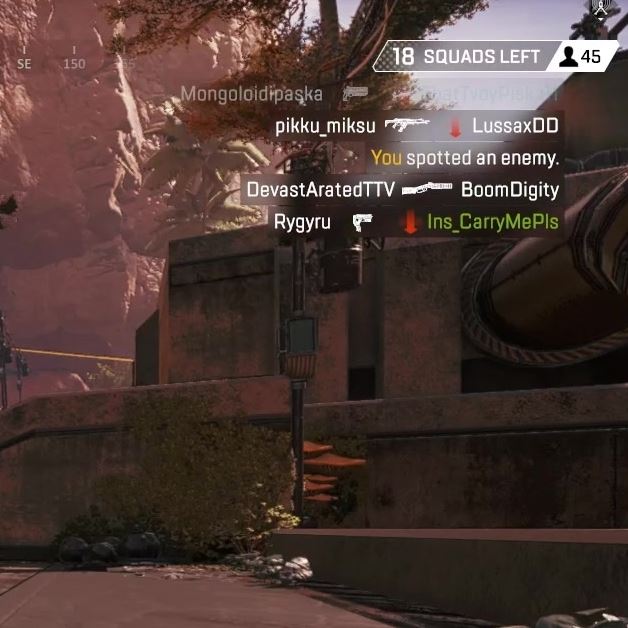 18 SQUADS LEFT 45
SE 150
Mongoloidipaska
pikku_miksu LussaxDD
You spotted an enemy.
DevastAratedTTV BoomDigity
Rygyru Ins_CarryMePls